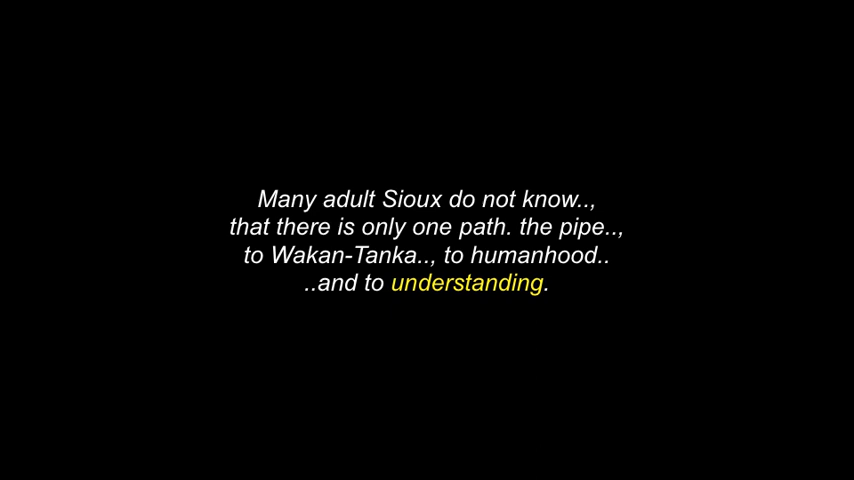 Many adult Sioux do not know..,
that there is only one path. the pipe..,
to Wakan-Tanka.., to humanhood..
..and to understanding.